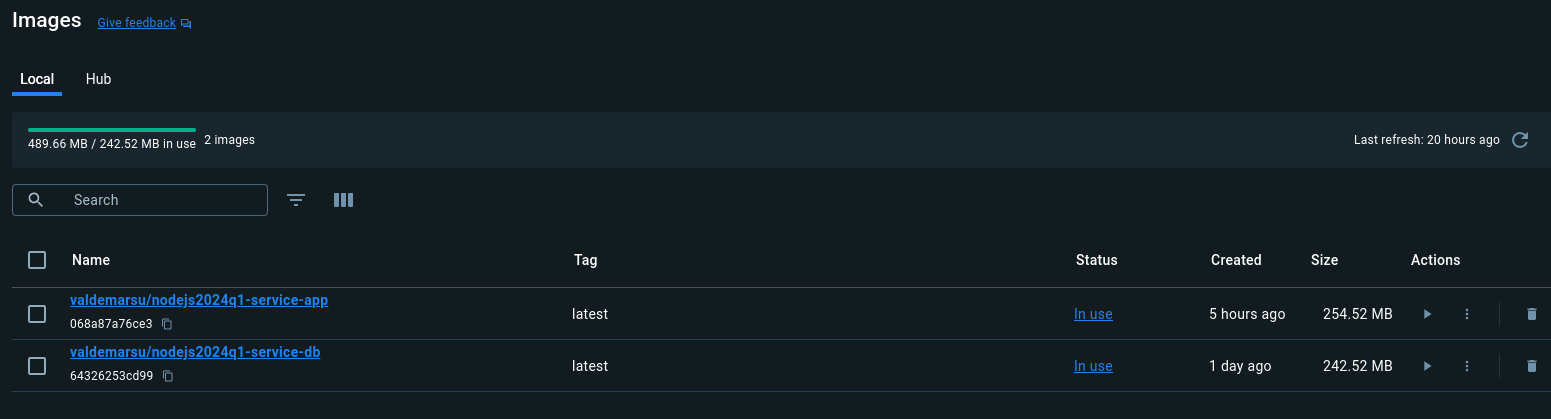 Images Give feedback
Local Hub
489.66 MB / 242.52 MB in use 2 images Last refresh: 20 hours ago
Search
Name Tag Status Created Size Actions
valdemarsu/nodejs2024q1-service-app
068a87a76ce3 latest In use 5 hours ago 254.52 MB
valdemarsu/nodejs2024q1-service-db
64326253cd99 latest In use 1 day ago 242.52 MB